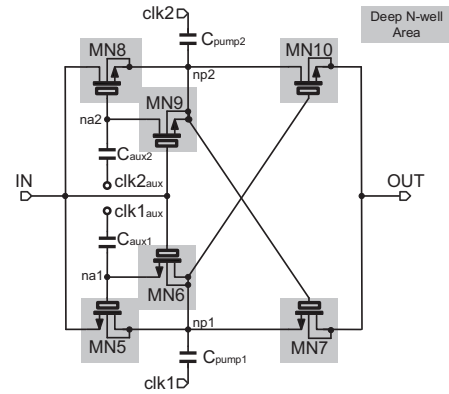 clk2
Cpump2
Deep N-well
Area
MN8
MN10
np2
MN9
na2
Caux2
IN
clk2aux
OUT
clk1aux
Caux1
na1
MN6
MN5
np1
MN7
Cpump1
clk1